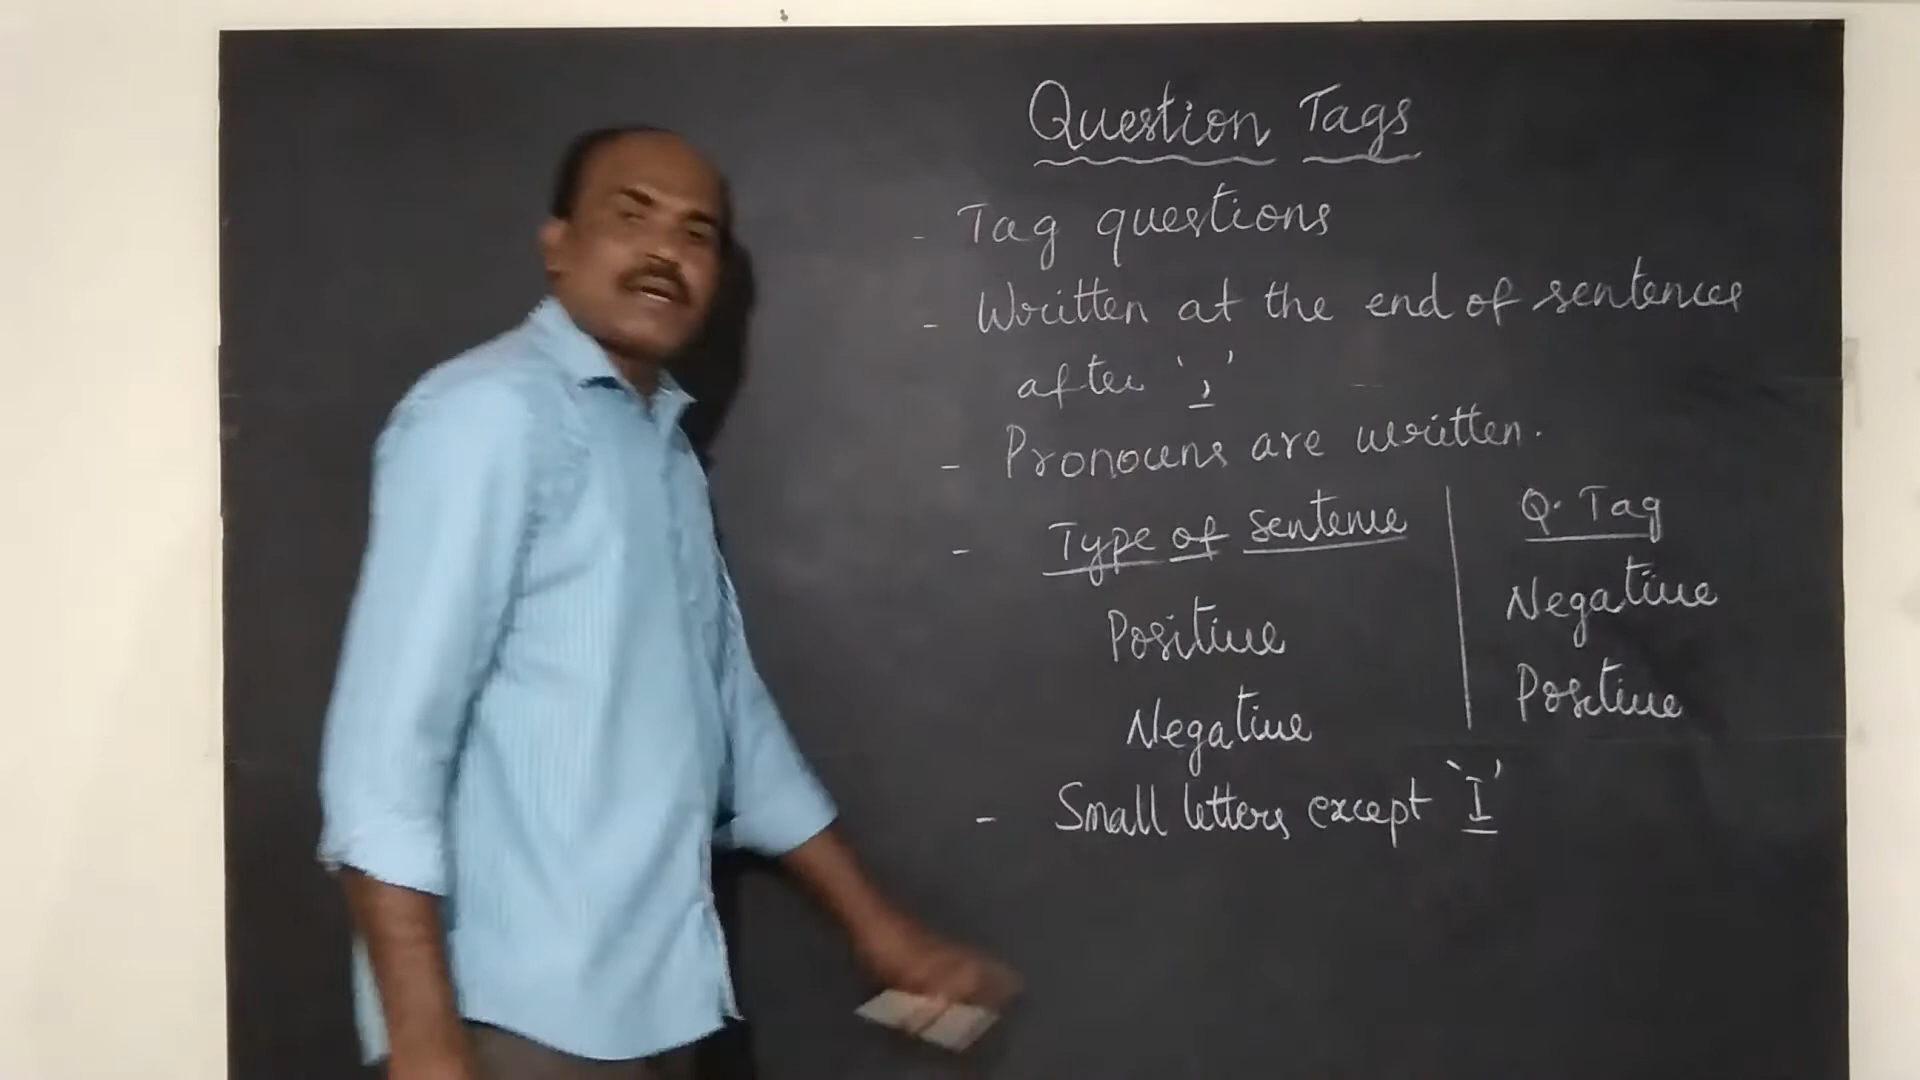 Question Tags
- Tag questions
- Written at the end of sentences
after ‘,’
- Pronouns are written.
- Type of sentence | Q. Tag
Positive | Negative
Negative | Positive
- Small letters except ‘I’